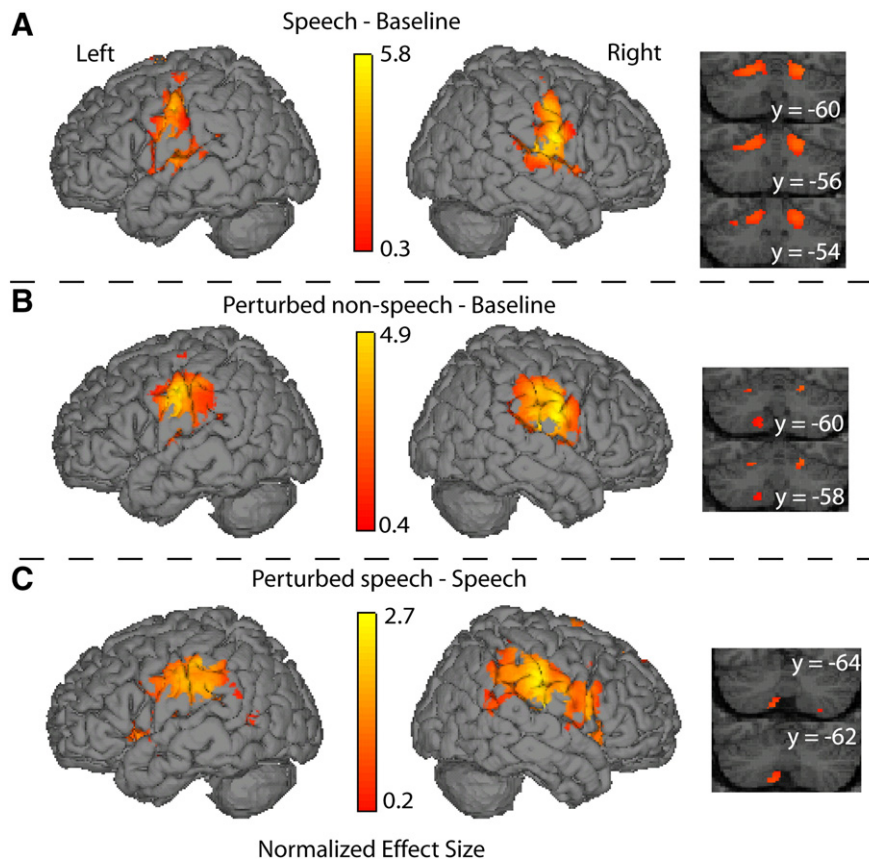 A
Speech - Baseline
Left
5.8
0.3
Right
y = -60
y = -56
y = -54
B
Perturbed non-speech - Baseline
4.9
0.4
y = -60
y = -58
C
Perturbed speech - Speech
2.7
0.2
y = -64
y = -62
Normalized Effect Size